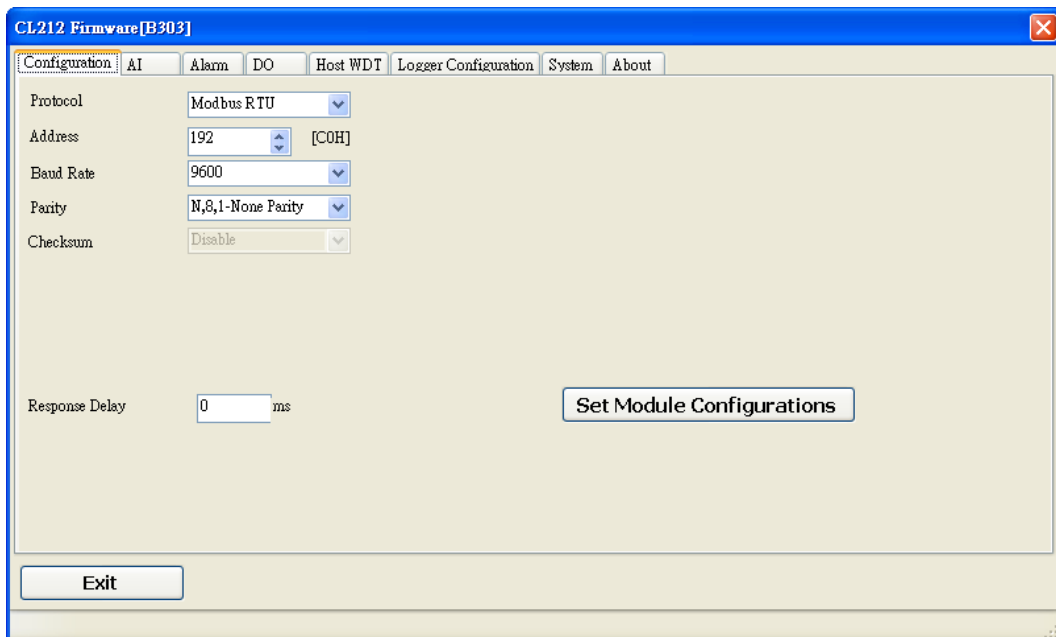 CL212 Firmware[B303]
Configuration AI Alarm DO Host WDT Logger Configuration System About
Protocol Modbus RTU
Address 192 [C0H]
Baud Rate 9600
Parity N,8,1-None Parity
Checksum Disable
Response Delay 0 ms Set Module Configurations
Exit